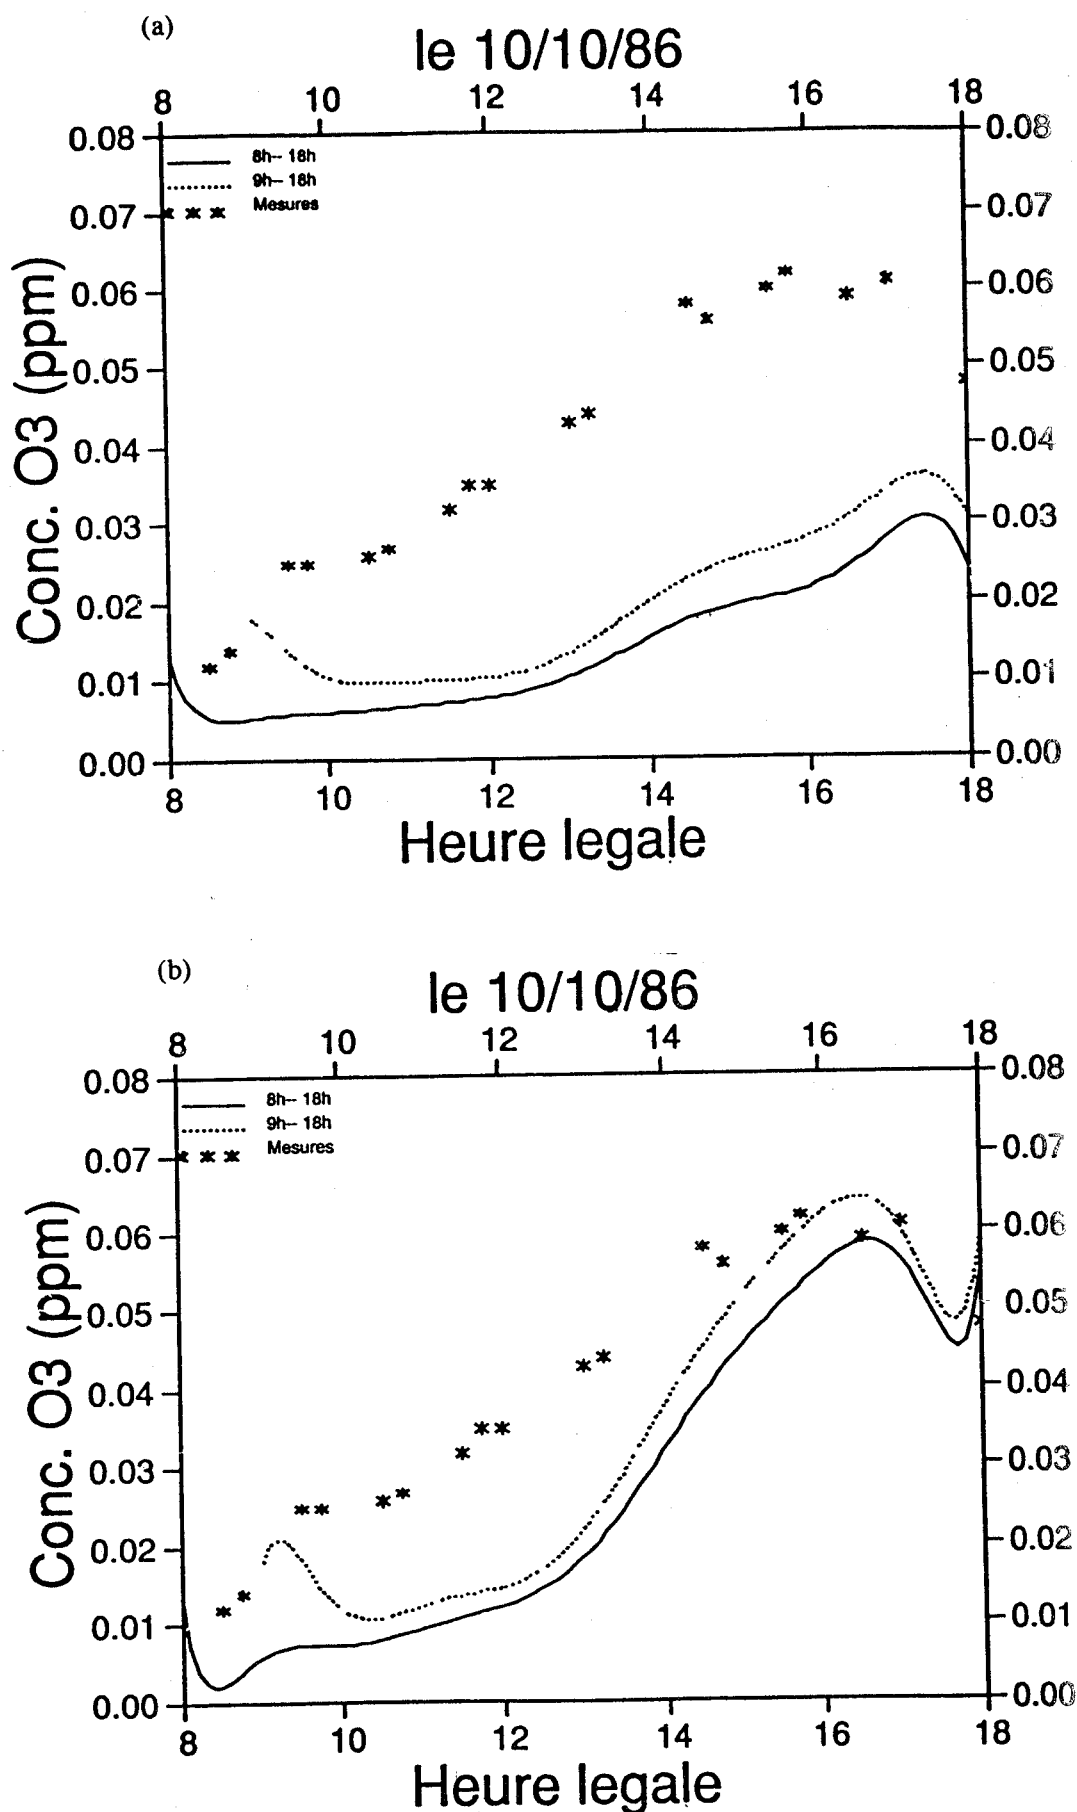 (a)
le 10/10/86
8 10 12 14 16 18
8h– 18h
9h– 18h
Mesures
0.08 0.08
0.07 0.07
0.06 0.06
0.05 0.05
0.04 0.04
0.03 0.03
0.02 0.02
0.01 0.01
0.00 0.00
Conc. O3 (ppm)
8 10 12 14 16 18
Heure legale
(b)
le 10/10/86
8 10 12 14 16 18
8h– 18h
9h– 18h
Mesures
0.08 0.08
0.07 0.07
0.06 0.06
0.05 0.05
0.04 0.04
0.03 0.03
0.02 0.02
0.01 0.01
0.00 0.00
Conc. O3 (ppm)
8 10 12 14 16 18
Heure legale